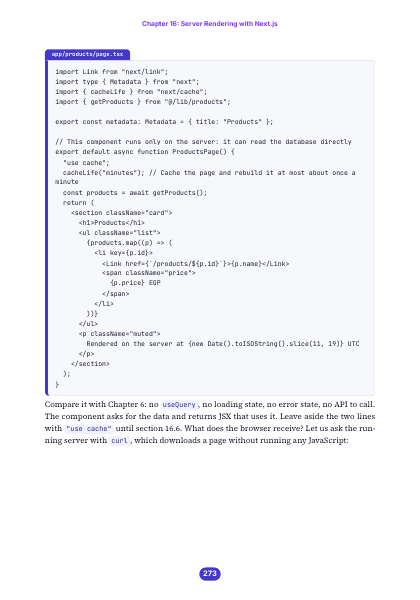 Chapter 16: Server Rendering with Next.js
app/products/page.tsx
import Link from "next/link";
import type { Metadata } from "next";
import { cacheLife } from "next/cache";
import { getProducts } from "@/lib/products";
export const metadata: Metadata = { title: "Products" };
// This component runs only on the server: it can read the database directly
export default async function ProductsPage() {
"use cache";
cacheLife("minutes"); // Cache the page and rebuild it at most about once a
minute
const products = await getProducts();
return (
<section className="card">
<h1>Products</h1>
<ul className="list">
{products.map((p) => (
<li key={p.id}>
<Link href={`/products/${p.id}`}>{p.name}</Link>
<span className="price">
{p.price} EGP
</span>
</li>
))}
</ul>
<p className="muted">
Rendered on the server at {new Date().toISOString().slice(11, 19)} UTC
</p>
</section>
);
}
Compare it with Chapter 6: no useQuery, no loading state, no error state, no API to call.
The component asks for the data and returns JSX that uses it. Leave aside the two lines
with "use cache" until section 16.6. What does the browser receive? Let us ask the run-
ning server with curl, which downloads a page without running any JavaScript:
273